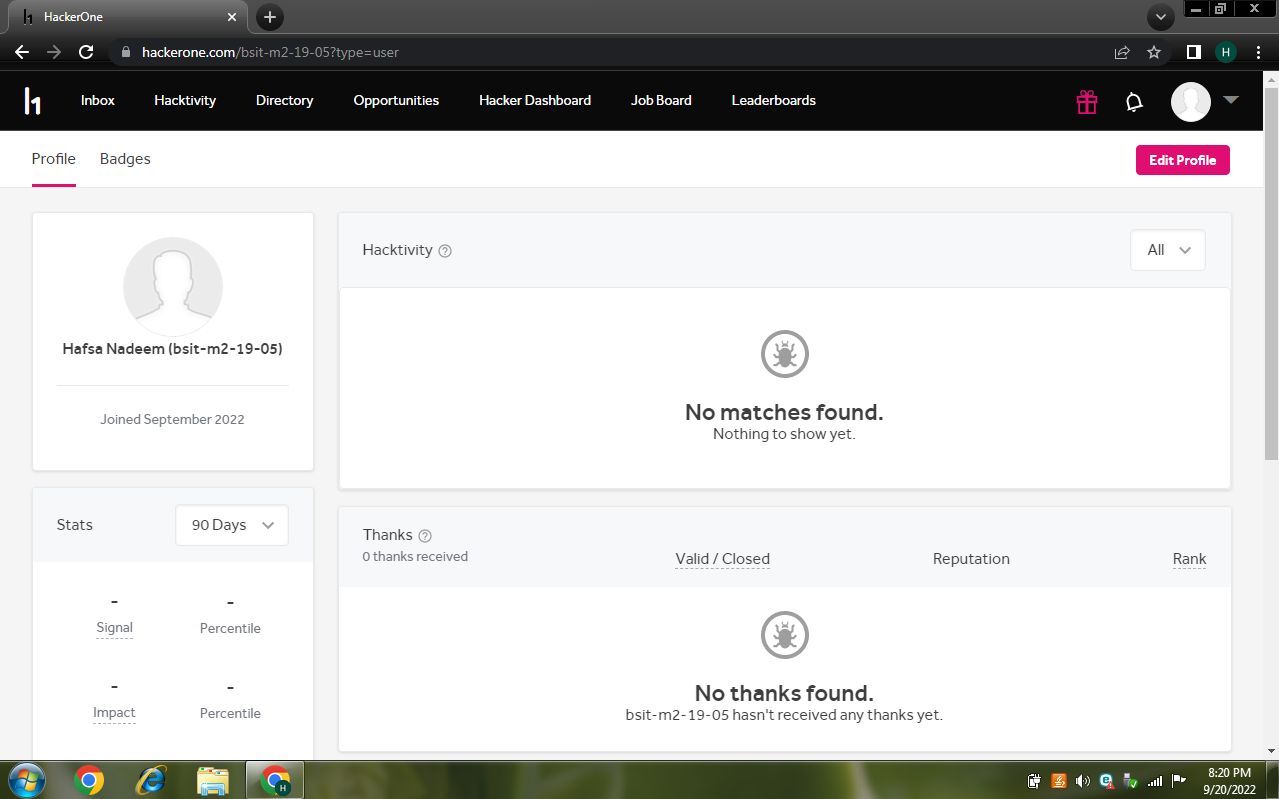 HackerOne
hackerone.com/bsit-m2-19-05?type=user
H
Inbox
Hacktivity
Directory
Opportunities
Hacker Dashboard
Job Board
Leaderboards
Profile
Badges
Edit Profile
Hafsa Nadeem (bsit-m2-19-05)
Joined September 2022
Stats
90 Days
-
-
Signal
Percentile
-
-
Impact
Percentile
Hacktivity
All
No matches found.
Nothing to show yet.
Thanks
0 thanks received
Valid / Closed
Reputation
Rank
No thanks found.
bsit-m2-19-05 hasn't received any thanks yet.
H
8:20 PM
9/20/2022